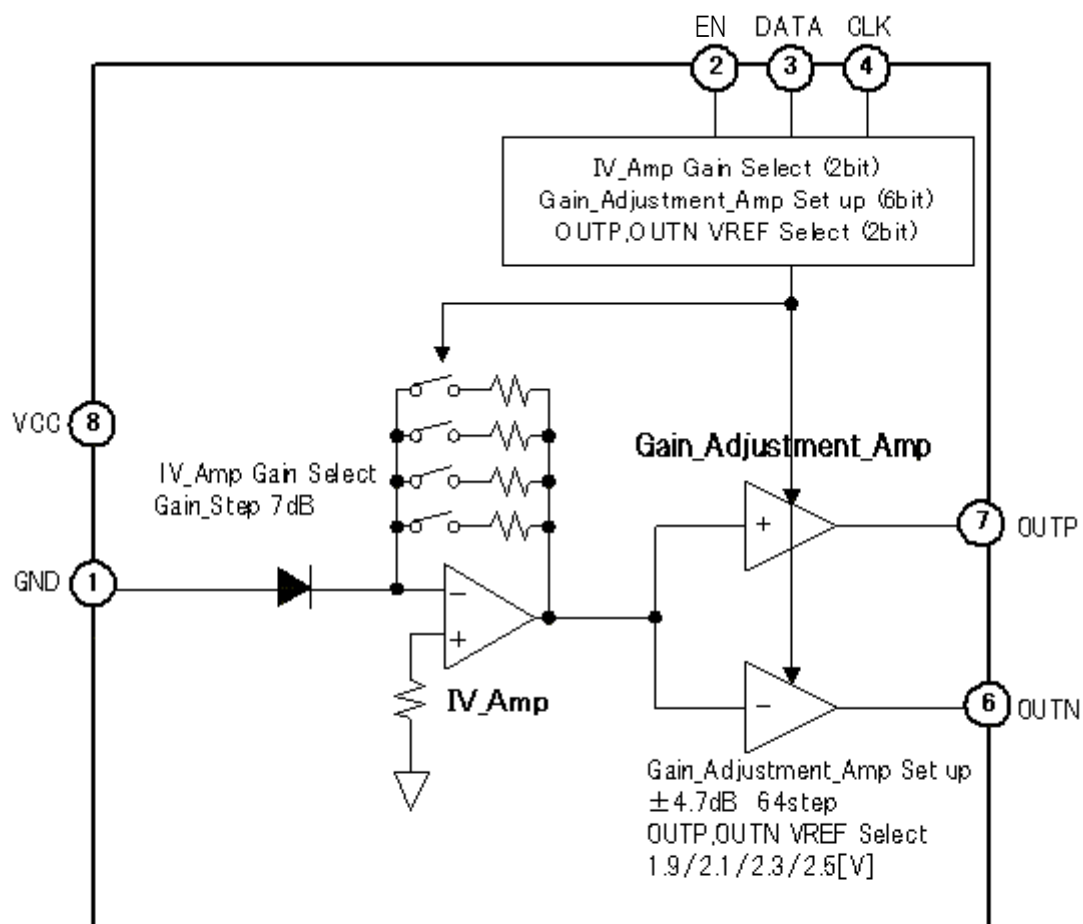 EN DATA CLK
2 3 4
IV_Amp Gain Select (2bit)
Gain_Adjustment_Amp Set up (6bit)
OUTP,OUTN VREF Select (2bit)
VCC 8
IV_Amp Gain Select
Gain_Step 7dB
Gain_Adjustment_Amp
+
7 OUTP
GND 1
−
+
IV_Amp
−
6 OUTN
Gain_Adjustment_Amp Set up
±4.7dB 64step
OUTP,OUTN VREF Select
1.9/2.1/2.3/2.5[V]